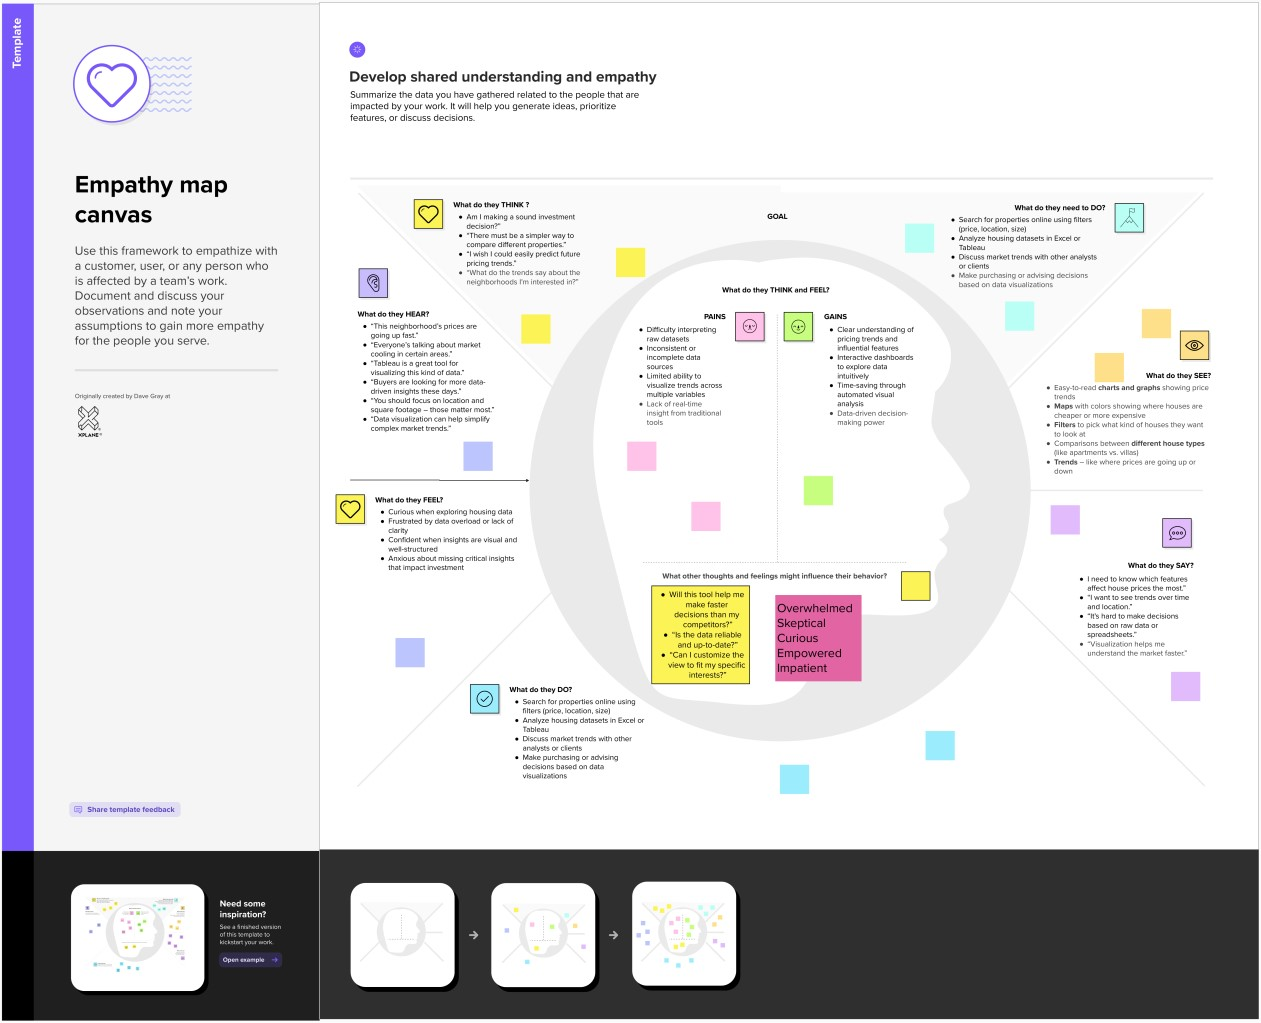 Template
Empathy map
canvas
Use this framework to empathize with
a customer, user, or any person who
is affected by a team's work.
Document and discuss your
observations and note your
assumptions to gain more empathy
for the people you serve.
Originally created by Dave Gray at
XPLANE
Share template feedback
Need some
inspiration?
See a finished version
of this template to
kickstart your work.
Open example
Develop shared understanding and empathy
Summarize the data you have gathered related to the people that are
impacted by your work. It will help you generate ideas, prioritize
features, or discuss decisions.
What do they THINK ?
Am I making a sound investment
decision?"
"There must be a simpler way to
compare different properties."
"I wish I could easily predict future
pricing trends."
"What do the trends say about the
neighborhoods I'm interested in?"
GOAL
What do they need to DO?
Search for properties online using filters
(price, location, size)
Analyze housing datasets in Excel or
Tableau
Discuss market trends with other analysts
or clients
Make purchasing or advising decisions
based on data visualizations
What do they HEAR?
"This neighborhood's prices are
going up fast."
"Everyone's talking about market
cooling in certain areas."
"Tableau is a great tool for
visualizing this kind of data."
"Buyers are looking for more data-
driven insights these days."
"You should focus on location and
square footage – those matter most."
"Data visualization can help simplify
complex market trends."
What do they THINK and FEEL?
PAINS
Difficulty interpreting
raw datasets
Inconsistent or
incomplete data
sources
Limited ability to
visualize trends across
multiple variables
Lack of real-time
insight from traditional
tools
GAINS
Clear understanding of
pricing trends and
influential features
Interactive dashboards
to explore data
intuitively
Time-saving through
automated visual
analysis
Data-driven decision-
making power
What do they SEE?
Easy-to-read charts and graphs showing price
trends
Maps with colors showing where houses are
cheaper or more expensive
Filters to pick what kind of houses they want
to look at
Comparisons between different house types
(like apartments vs. villas)
Trends – like where prices are going up or
down
What do they FEEL?
Curious when exploring housing data
Frustrated by data overload or lack of
clarity
Confident when insights are visual and
well-structured
Anxious about missing critical insights
that impact investment
What other thoughts and feelings might influence their behavior?
Will this tool help me
make faster
decisions than my
competitors?"
"Is the data reliable
and up-to-date?"
"Can I customize the
view to fit my specific
interests?"
Overwhelmed
Skeptical
Curious
Empowered
Impatient
What do they SAY?
I need to know which features
affect house prices the most."
"I want to see trends over time
and location."
"It's hard to make decisions
based on raw data or
spreadsheets."
"Visualization helps me
understand the market faster."
What do they DO?
Search for properties online using
filters (price, location, size)
Analyze housing datasets in Excel or
Tableau
Discuss market trends with other
analysts or clients
Make purchasing or advising
decisions based on data
visualizations